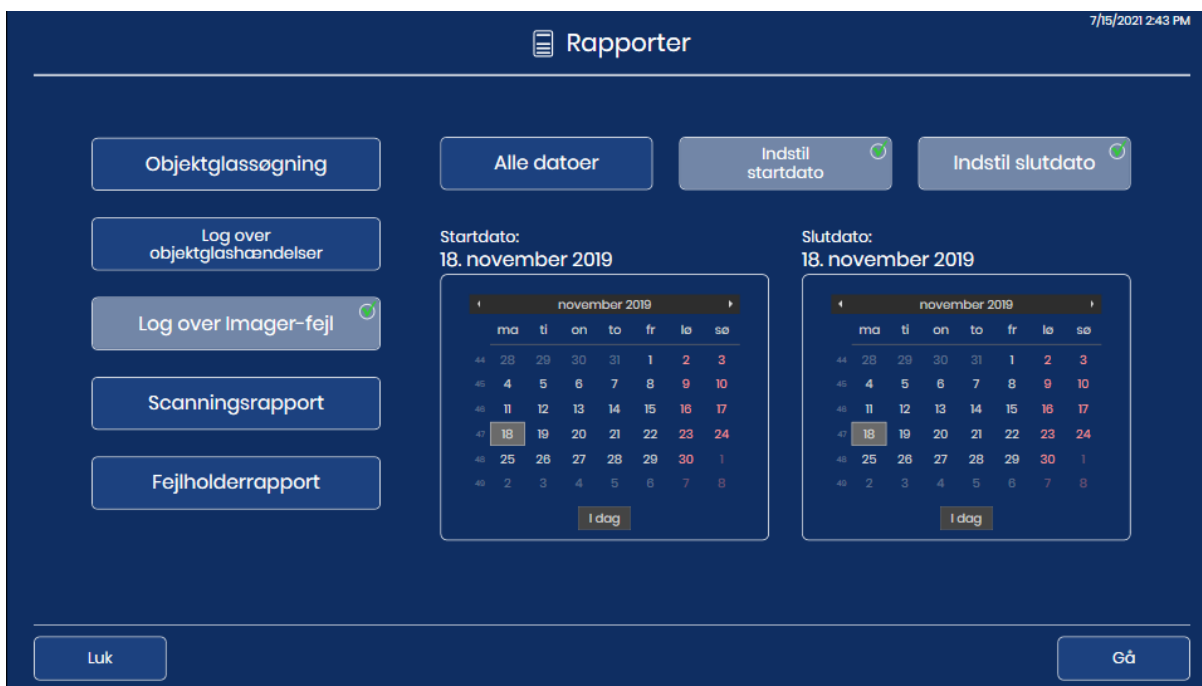 7/15/2021 2:43 PM
Rapporter
Objektglassøgning
Log over
objektglashændelser
Log over Imager-fejl
Scanningsrapport
Fejlholderrapport
Alle datoer
Indstil
startdato
Indstil slutdato
Startdato:
18. november 2019
november 2019
ma ti on to fr lø sø
44 28 29 30 31 1 2 3
45 4 5 6 7 8 9 10
46 11 12 13 14 15 16 17
47 18 19 20 21 22 23 24
48 25 26 27 28 29 30 1
49 2 3 4 5 6 7 8
I dag
Slutdato:
18. november 2019
november 2019
ma ti on to fr lø sø
44 28 29 30 31 1 2 3
45 4 5 6 7 8 9 10
46 11 12 13 14 15 16 17
47 18 19 20 21 22 23 24
48 25 26 27 28 29 30 1
49 2 3 4 5 6 7 8
I dag
Luk
Gå